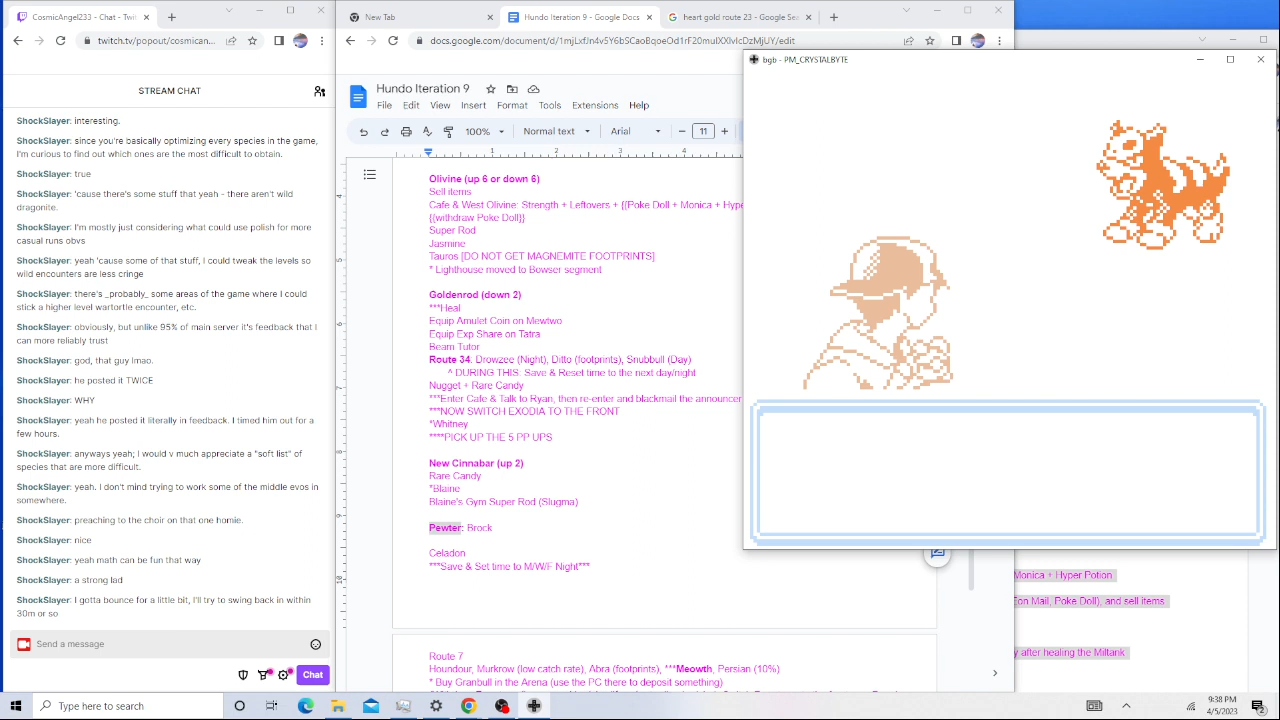 CosmicAngel233 - Chat - Twit
twitch.tv/popout/cosmican...
STREAM CHAT
ShockSlayer: interesting.
ShockSlayer: since you're basically optimizing every species in the game,
I'm curious to find out which ones are the most difficult to obtain.
ShockSlayer: true
ShockSlayer: 'cause there's some stuff that yeah - there aren't wild
dragonite.
ShockSlayer: I'm mostly just considering what could use polish for more
casual runs obvs
ShockSlayer: yeah 'cause some of that stuff, I could tweak the levels so
wild encounters are less cringe
ShockSlayer: there's _probably_ some areas of the game where I could
stick a higher level wartortle encounter, etc.
ShockSlayer: obviously, but unlike 95% of main server it's feedback that I
can more reliably trust
ShockSlayer: god, that guy lmao.
ShockSlayer: he posted it TWICE
ShockSlayer: WHY
ShockSlayer: yeah he posted it literally in feedback. I timed him out for a
few hours.
ShockSlayer: anyways yeah; I would v much appreciate a "soft list" of
species that are more difficult.
ShockSlayer: yeah. I don't mind trying to work some of the middle evos in
somewhere.
ShockSlayer: preaching to the choir on that one homie.
ShockSlayer: nice
ShockSlayer: yeah math can be fun that way
ShockSlayer: a strong lad
ShockSlayer: I gotta bounce for a little bit, I'll try to swing back in within
30m or so
Send a message
Chat
New Tab
Hundo Iteration 9 - Google Docs
heart gold route 23 - Google Se
Hundo Iteration 9
File Edit View Insert Format Tools Extensions Help
100% Normal text Arial 11
1 2 3 4
Olivine (up 6 or down 6)
Sell items
Cafe & West Olivine: Strength + Leftovers + {{Poke Doll + Monica + Hype
{{withdraw Poke Doll}}
Super Rod
Jasmine
Tauros [DO NOT GET MAGNEMITE FOOTPRINTS]
* Lighthouse moved to Bowser segment
Goldenrod (down 2)
***Heal
Equip Amulet Coin on Mewtwo
Equip Exp Share on Tatra
Beam Tutor
Route 34: Drowzee (Night), Ditto (footprints), Snubbull (Day)
^ DURING THIS: Save & Reset time to the next day/night
Nugget + Rare Candy
***Enter Cafe & Talk to Ryan, then re-enter and blackmail the announcer
***NOW SWITCH EXODIA TO THE FRONT
*Whitney
****PICK UP THE 5 PP UPS
New Cinnabar (up 2)
Rare Candy
*Blaine
Blaine's Gym Super Rod (Slugma)
Pewter: Brock
Celadon
***Save & Set time to M/W/F Night***
Route 7
Houndour, Murkrow (low catch rate), Abra (footprints), ***Meowth, Persian (10%)
* Buy Granbull in the Arena (use the PC there to deposit something)
bgb - PM_CRYSTALBYTE
Monica + Hyper Potion
Eon Mail, Poke Doll), and sell items
y after healing the Miltank
Type here to search
9:38 PM
4/5/2023